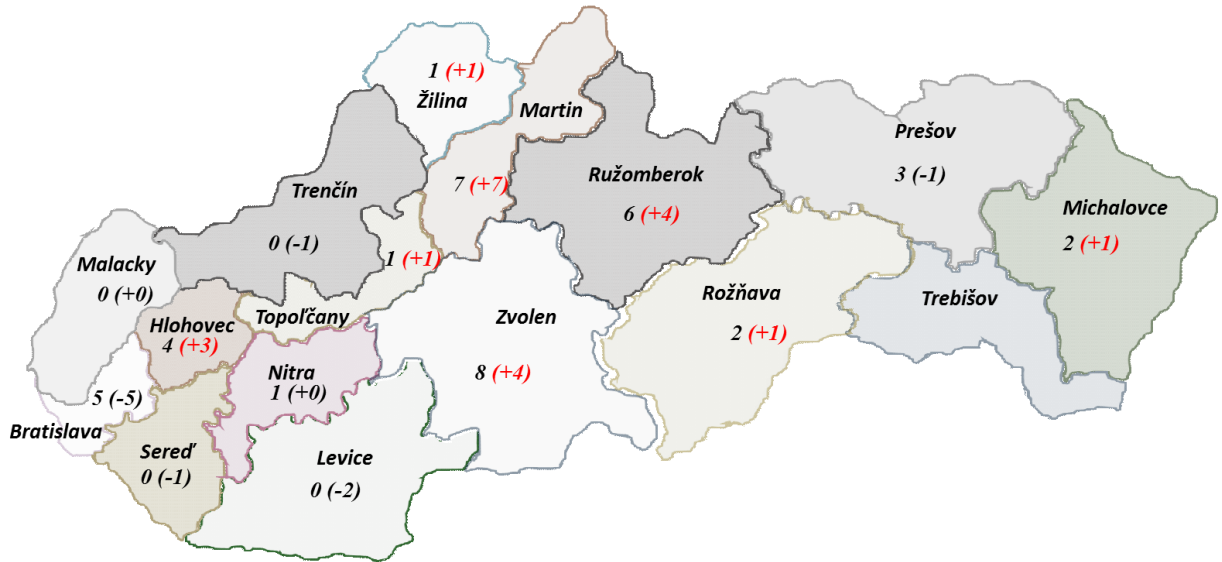 1 (+1)
Žilina
Martin
7 (+7)
Ružomberok
6 (+4)
Prešov
3 (-1)
Michalovce
2 (+1)
Trenčín
0 (-1)
Malacky
0 (+0)
1 (+1)
Topoľčany
Hlohovec
4 (+3)
Zvolen
8 (+4)
Rožňava
2 (+1)
Trebišov
Nitra
1 (+0)
5 (-5)
Bratislava
Sereď
0 (-1)
Levice
0 (-2)